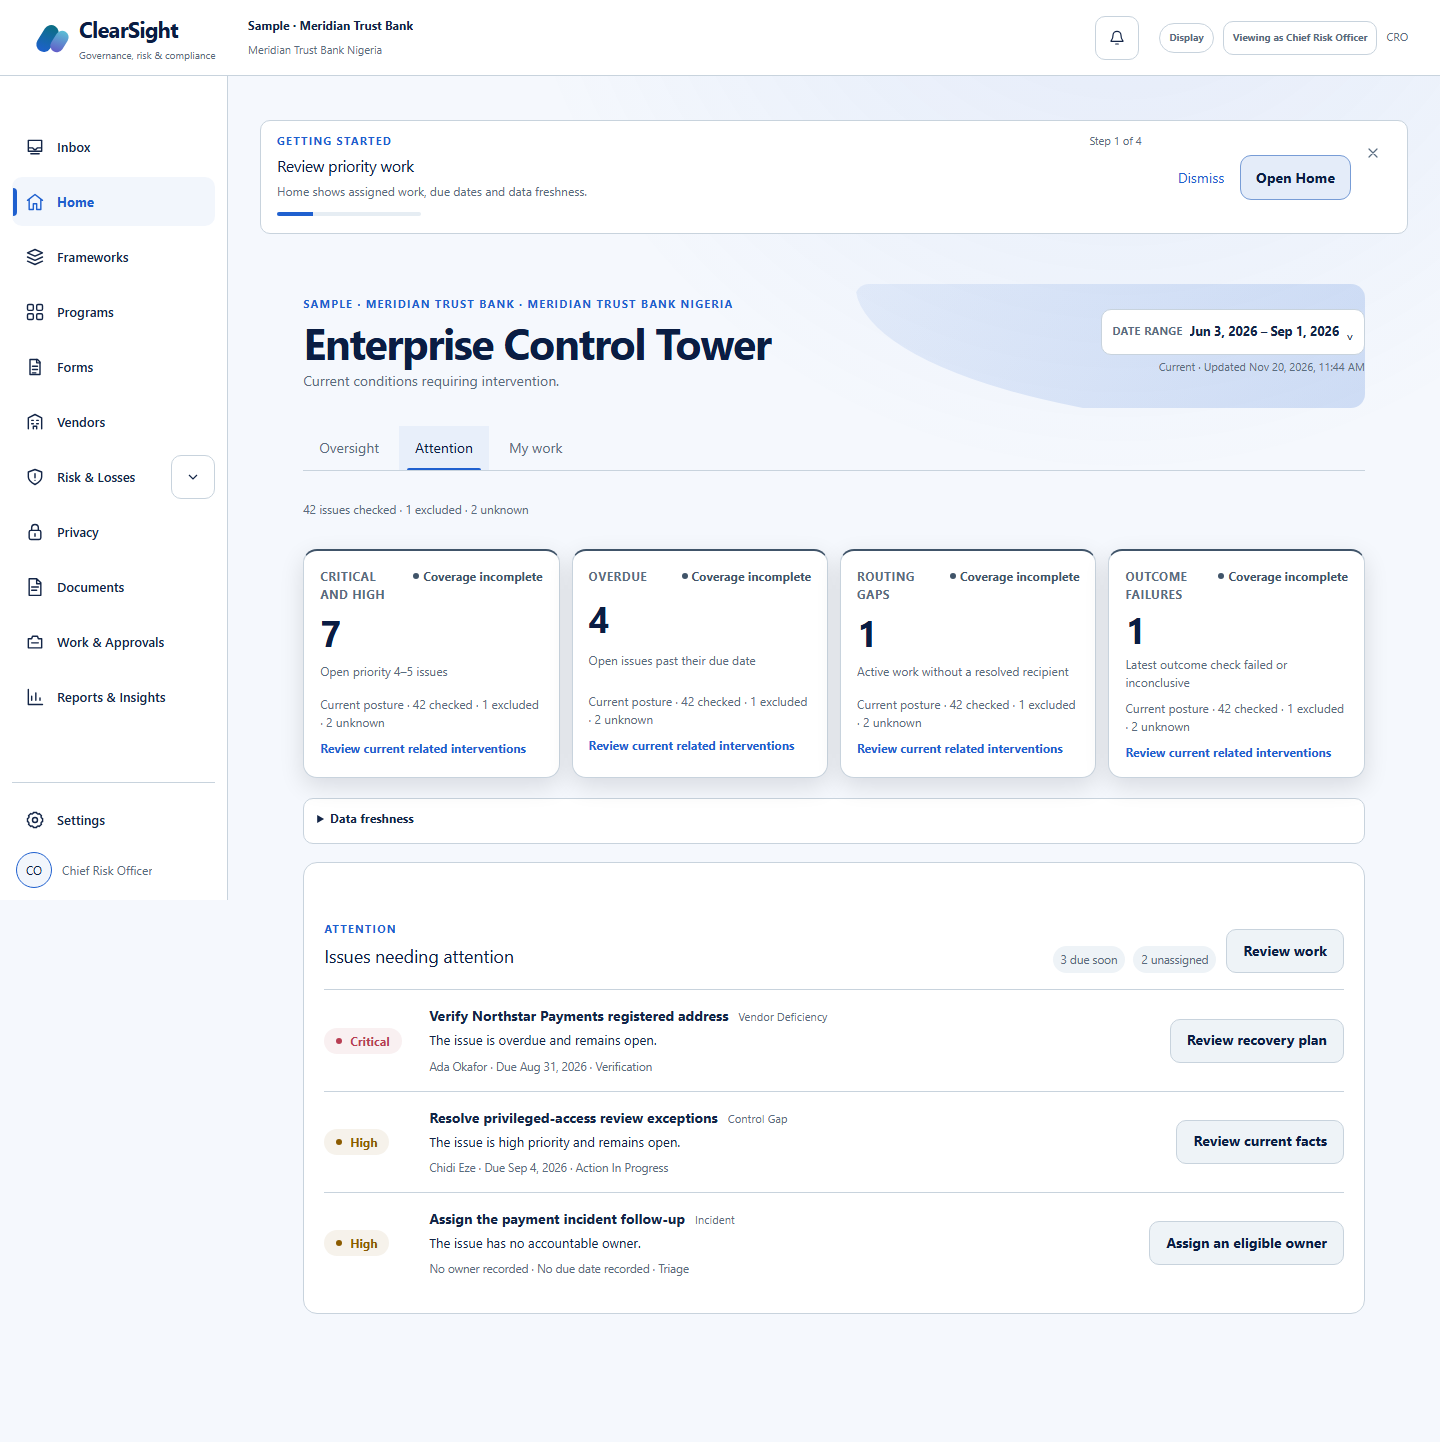 ClearSight
Governance, risk & compliance
Sample · Meridian Trust Bank
Meridian Trust Bank Nigeria
Display
Viewing as Chief Risk Officer
CRO
Inbox
Home
Frameworks
Programs
Forms
Vendors
Risk & Losses
Privacy
Documents
Work & Approvals
Reports & Insights
Settings
CO
Chief Risk Officer
GETTING STARTED
Step 1 of 4
Review priority work
Home shows assigned work, due dates and data freshness.
Dismiss
Open Home
SAMPLE · MERIDIAN TRUST BANK · MERIDIAN TRUST BANK NIGERIA
Enterprise Control Tower
Current conditions requiring intervention.
DATE RANGE Jun 3, 2026 – Sep 1, 2026
Current · Updated Nov 20, 2026, 11:44 AM
Oversight
Attention
My work
42 issues checked · 1 excluded · 2 unknown
CRITICAL
AND HIGH
Coverage incomplete
7
Open priority 4–5 issues
Current posture · 42 checked · 1 excluded
· 2 unknown
Review current related interventions
OVERDUE
Coverage incomplete
4
Open issues past their due date
Current posture · 42 checked · 1 excluded
· 2 unknown
Review current related interventions
ROUTING
GAPS
Coverage incomplete
1
Active work without a resolved recipient
Current posture · 42 checked · 1 excluded
· 2 unknown
Review current related interventions
OUTCOME
FAILURES
Coverage incomplete
1
Latest outcome check failed or
inconclusive
Current posture · 42 checked · 1 excluded
· 2 unknown
Review current related interventions
Data freshness
ATTENTION
Issues needing attention
3 due soon
2 unassigned
Review work
Critical
Verify Northstar Payments registered address Vendor Deficiency
The issue is overdue and remains open.
Ada Okafor · Due Aug 31, 2026 · Verification
Review recovery plan
High
Resolve privileged-access review exceptions Control Gap
The issue is high priority and remains open.
Chidi Eze · Due Sep 4, 2026 · Action In Progress
Review current facts
High
Assign the payment incident follow-up Incident
The issue has no accountable owner.
No owner recorded · No due date recorded · Triage
Assign an eligible owner